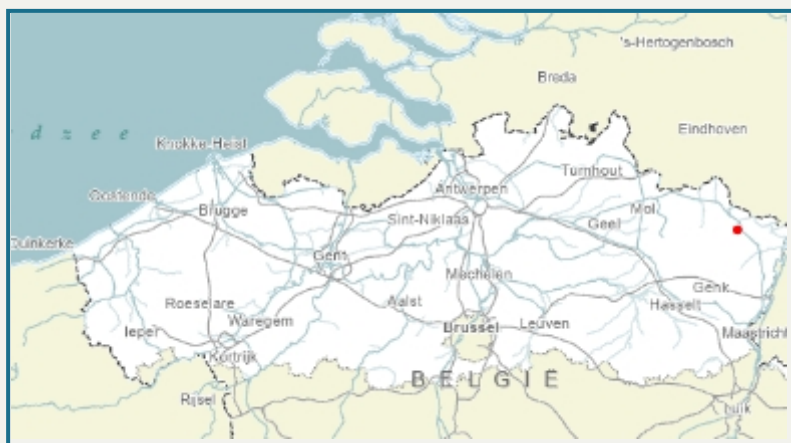 's-Hertogenbosch
Breda
d z e e
Eindhoven
Knokke-Heist
Turnhout
Antwerpen
Oostende
Mol
Brugge
Sint-Niklaas
Geel
Duinkerke
Gent
Mechelen
Genk
Roeselare
Aalst
Hasselt
Waregem
Brussel
Leuven
Ieper
Maastricht
Kortrijk
BELGIË
Rijsel
Luik